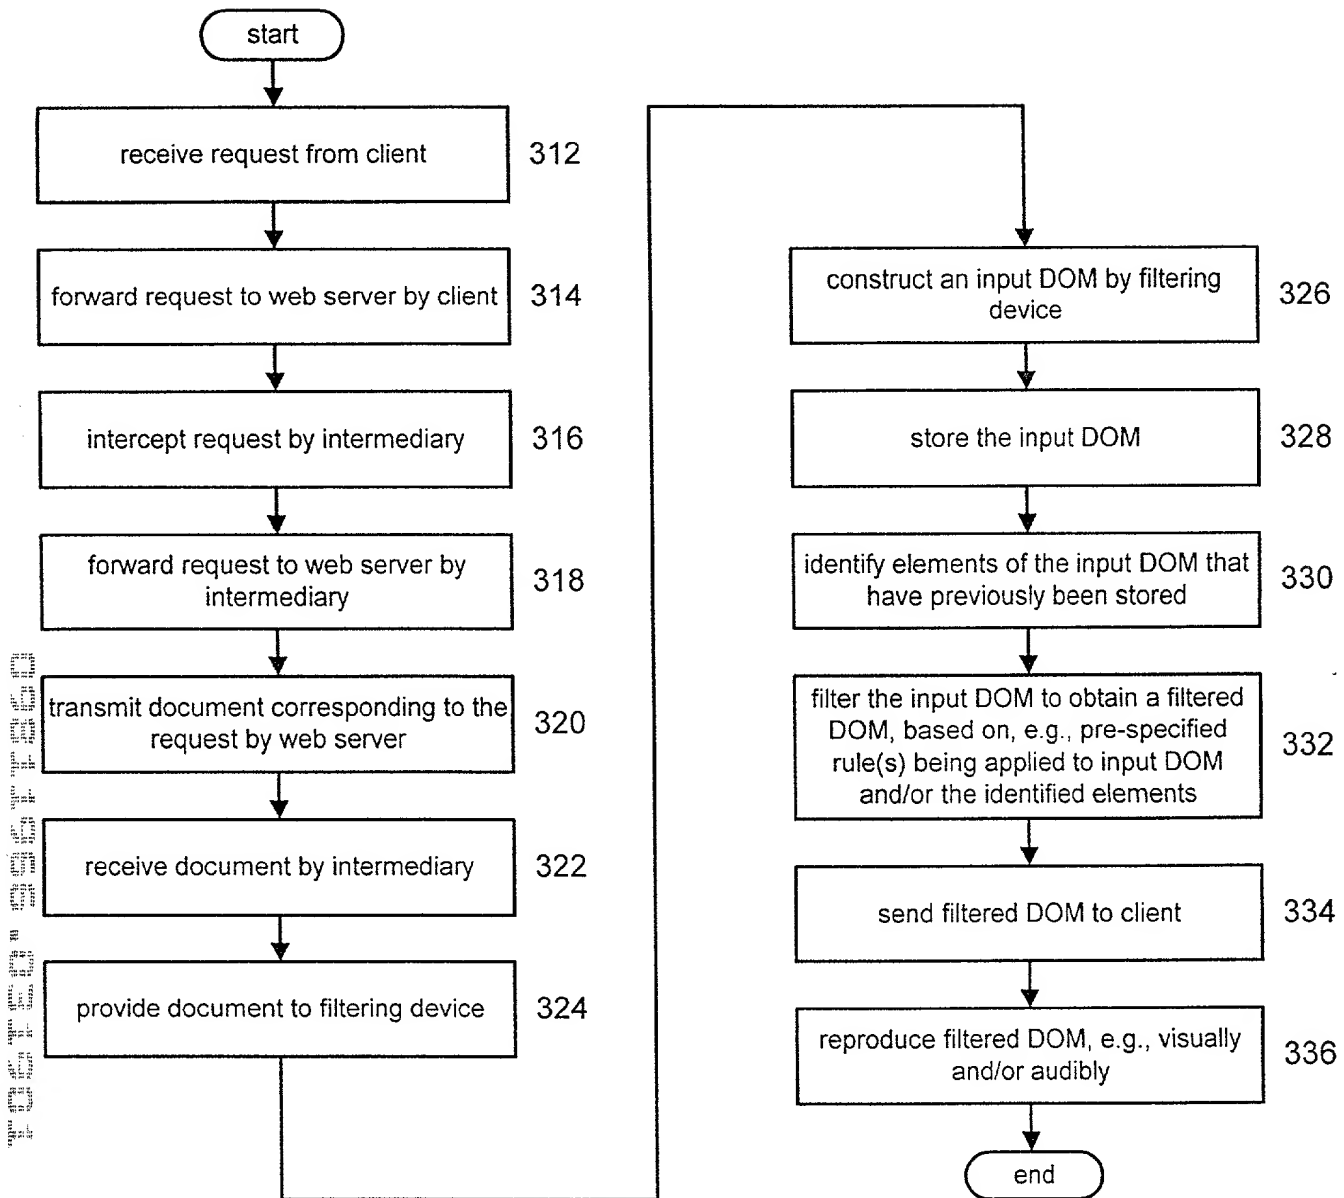 start
receive request from client
312
forward request to web server by client
314
intercept request by intermediary
316
forward request to web server by
intermediary
318
transmit document corresponding to the
request by web server
320
receive document by intermediary
322
provide document to filtering device
324
construct an input DOM by filtering
device
326
store the input DOM
328
identify elements of the input DOM that
have previously been stored
330
filter the input DOM to obtain a filtered
DOM, based on, e.g., pre-specified
rule(s) being applied to input DOM
and/or the identified elements
332
send filtered DOM to client
334
reproduce filtered DOM, e.g., visually
and/or audibly
336
end